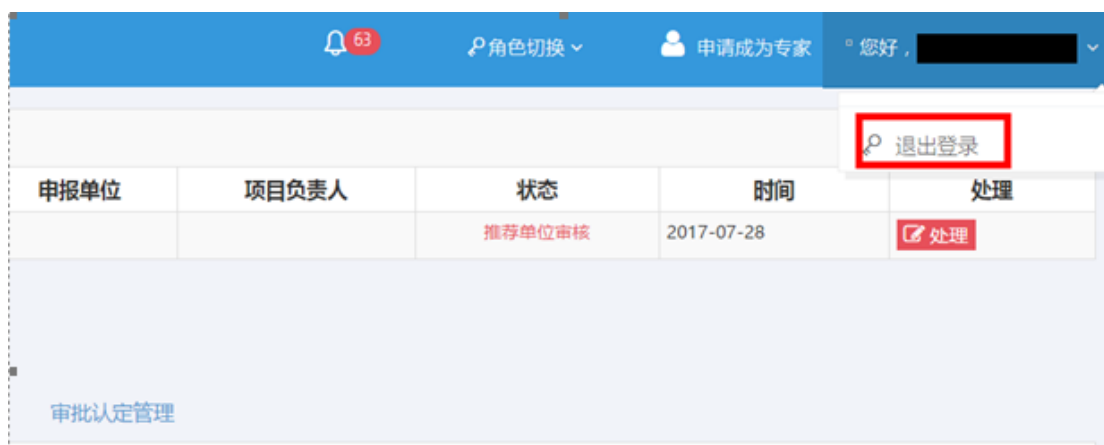 63 角色切换 申请成为专家 您好，
退出登录
申报单位 项目负责人 状态 时间 处理
推荐单位审核 2017-07-28 处理
审批认定管理